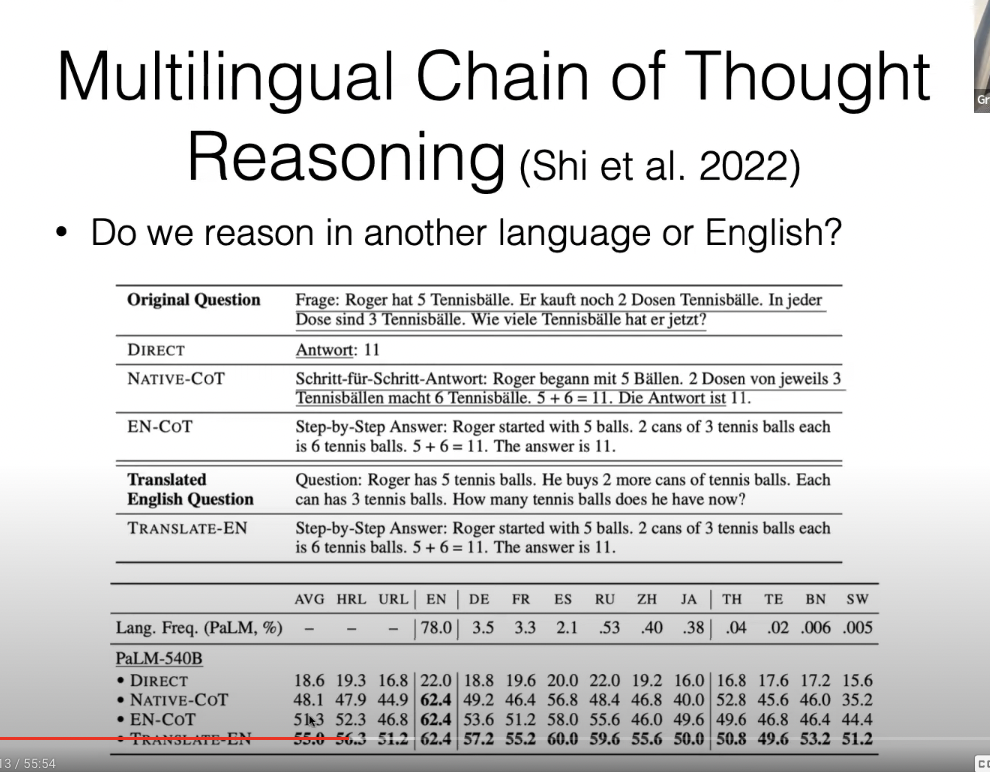 Multilingual Chain of Thought
Reasoning (Shi et al. 2022)
Gr
• Do we reason in another language or English?
Original Question Frage: Roger hat 5 Tennisbälle. Er kauft noch 2 Dosen Tennisbälle. In jeder
Dose sind 3 Tennisbälle. Wie viele Tennisbälle hat er jetzt?
DIRECT Antwort: 11
NATIVE-COT Schritt-für-Schritt-Antwort: Roger begann mit 5 Bällen. 2 Dosen von jeweils 3
Tennisbällen macht 6 Tennisbälle. 5 + 6 = 11. Die Antwort ist 11.
EN-COT Step-by-Step Answer: Roger started with 5 balls. 2 cans of 3 tennis balls each
is 6 tennis balls. 5 + 6 = 11. The answer is 11.
Translated Question: Roger has 5 tennis balls. He buys 2 more cans of tennis balls. Each
English Question can has 3 tennis balls. How many tennis balls does he have now?
TRANSLATE-EN Step-by-Step Answer: Roger started with 5 balls. 2 cans of 3 tennis balls each
is 6 tennis balls. 5 + 6 = 11. The answer is 11.
AVG HRL URL EN DE FR ES RU ZH JA TH TE BN SW
Lang. Freq. (PaLM, %) – – – 78.0 3.5 3.3 2.1 .53 .40 .38 .04 .02 .006 .005
PaLM-540B
• DIRECT 18.6 19.3 16.8 22.0 18.8 19.6 20.0 22.0 19.2 16.0 16.8 17.6 17.2 15.6
• NATIVE-COT 48.1 47.9 44.9 62.4 49.2 46.4 56.8 48.4 46.8 40.0 52.8 45.6 46.0 35.2
• EN-COT 51.3 52.3 46.8 62.4 53.6 51.2 58.0 55.6 46.0 49.6 49.6 46.8 46.4 44.4
• TRANSLATE-EN 55.0 56.3 51.2 62.4 57.2 55.2 60.0 59.6 55.6 50.0 50.8 49.6 53.2 51.2
13 / 55:54